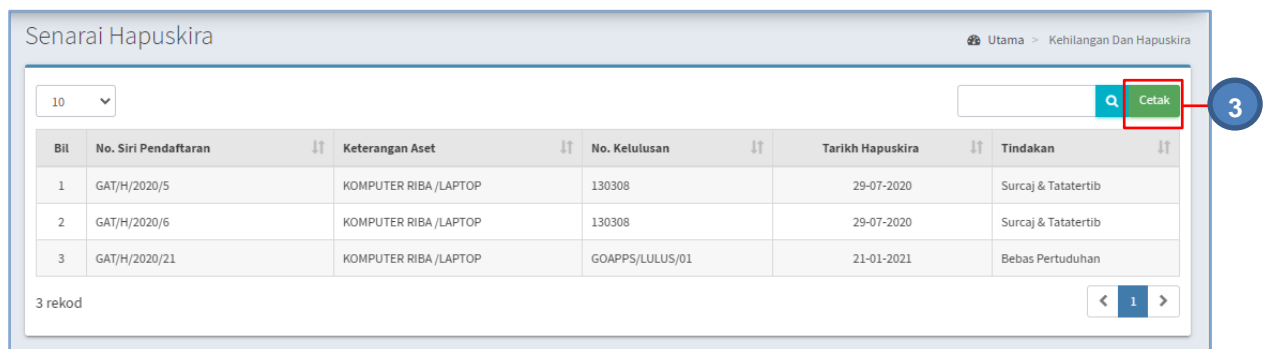 Senarai Hapuskira
Utama > Kehilangan Dan Hapuskira
10
Cetak
3
Bil No. Siri Pendaftaran Keterangan Aset No. Kelulusan Tarikh Hapuskira Tindakan
1 GAT/H/2020/5 KOMPUTER RIBA /LAPTOP 130308 29-07-2020 Surcaj & Tatatertib
2 GAT/H/2020/6 KOMPUTER RIBA /LAPTOP 130308 29-07-2020 Surcaj & Tatatertib
3 GAT/H/2020/21 KOMPUTER RIBA /LAPTOP GOAPPS/LULUS/01 21-01-2021 Bebas Pertuduhan
3 rekod
< 1 >